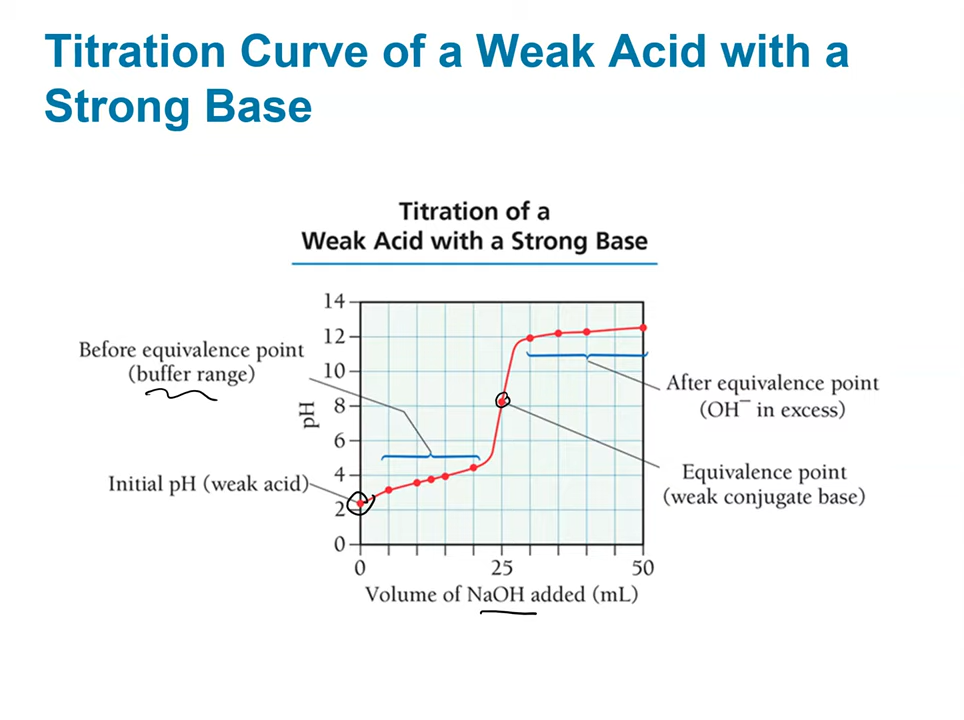 Titration Curve of a Weak Acid with a
Strong Base
Titration of a
Weak Acid with a Strong Base
14
12
10
8
6
4
2
0
pH
Before equivalence point
(buffer range)
Initial pH (weak acid)
After equivalence point
(OH⁻ in excess)
Equivalence point
(weak conjugate base)
0 25 50
Volume of NaOH added (mL)